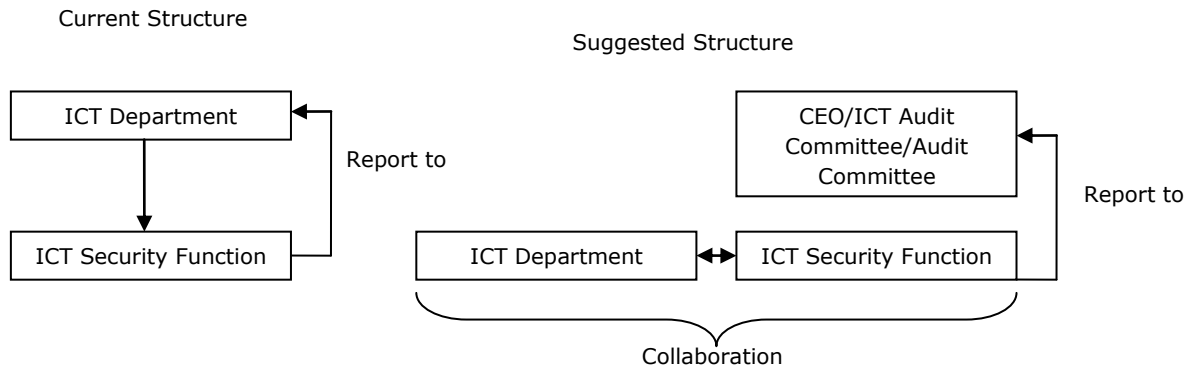 Current Structure
Suggested Structure
ICT Department
Report to
ICT Security Function
CEO/ICT Audit
Committee/Audit
Committee
Report to
ICT Department
ICT Security Function
Collaboration